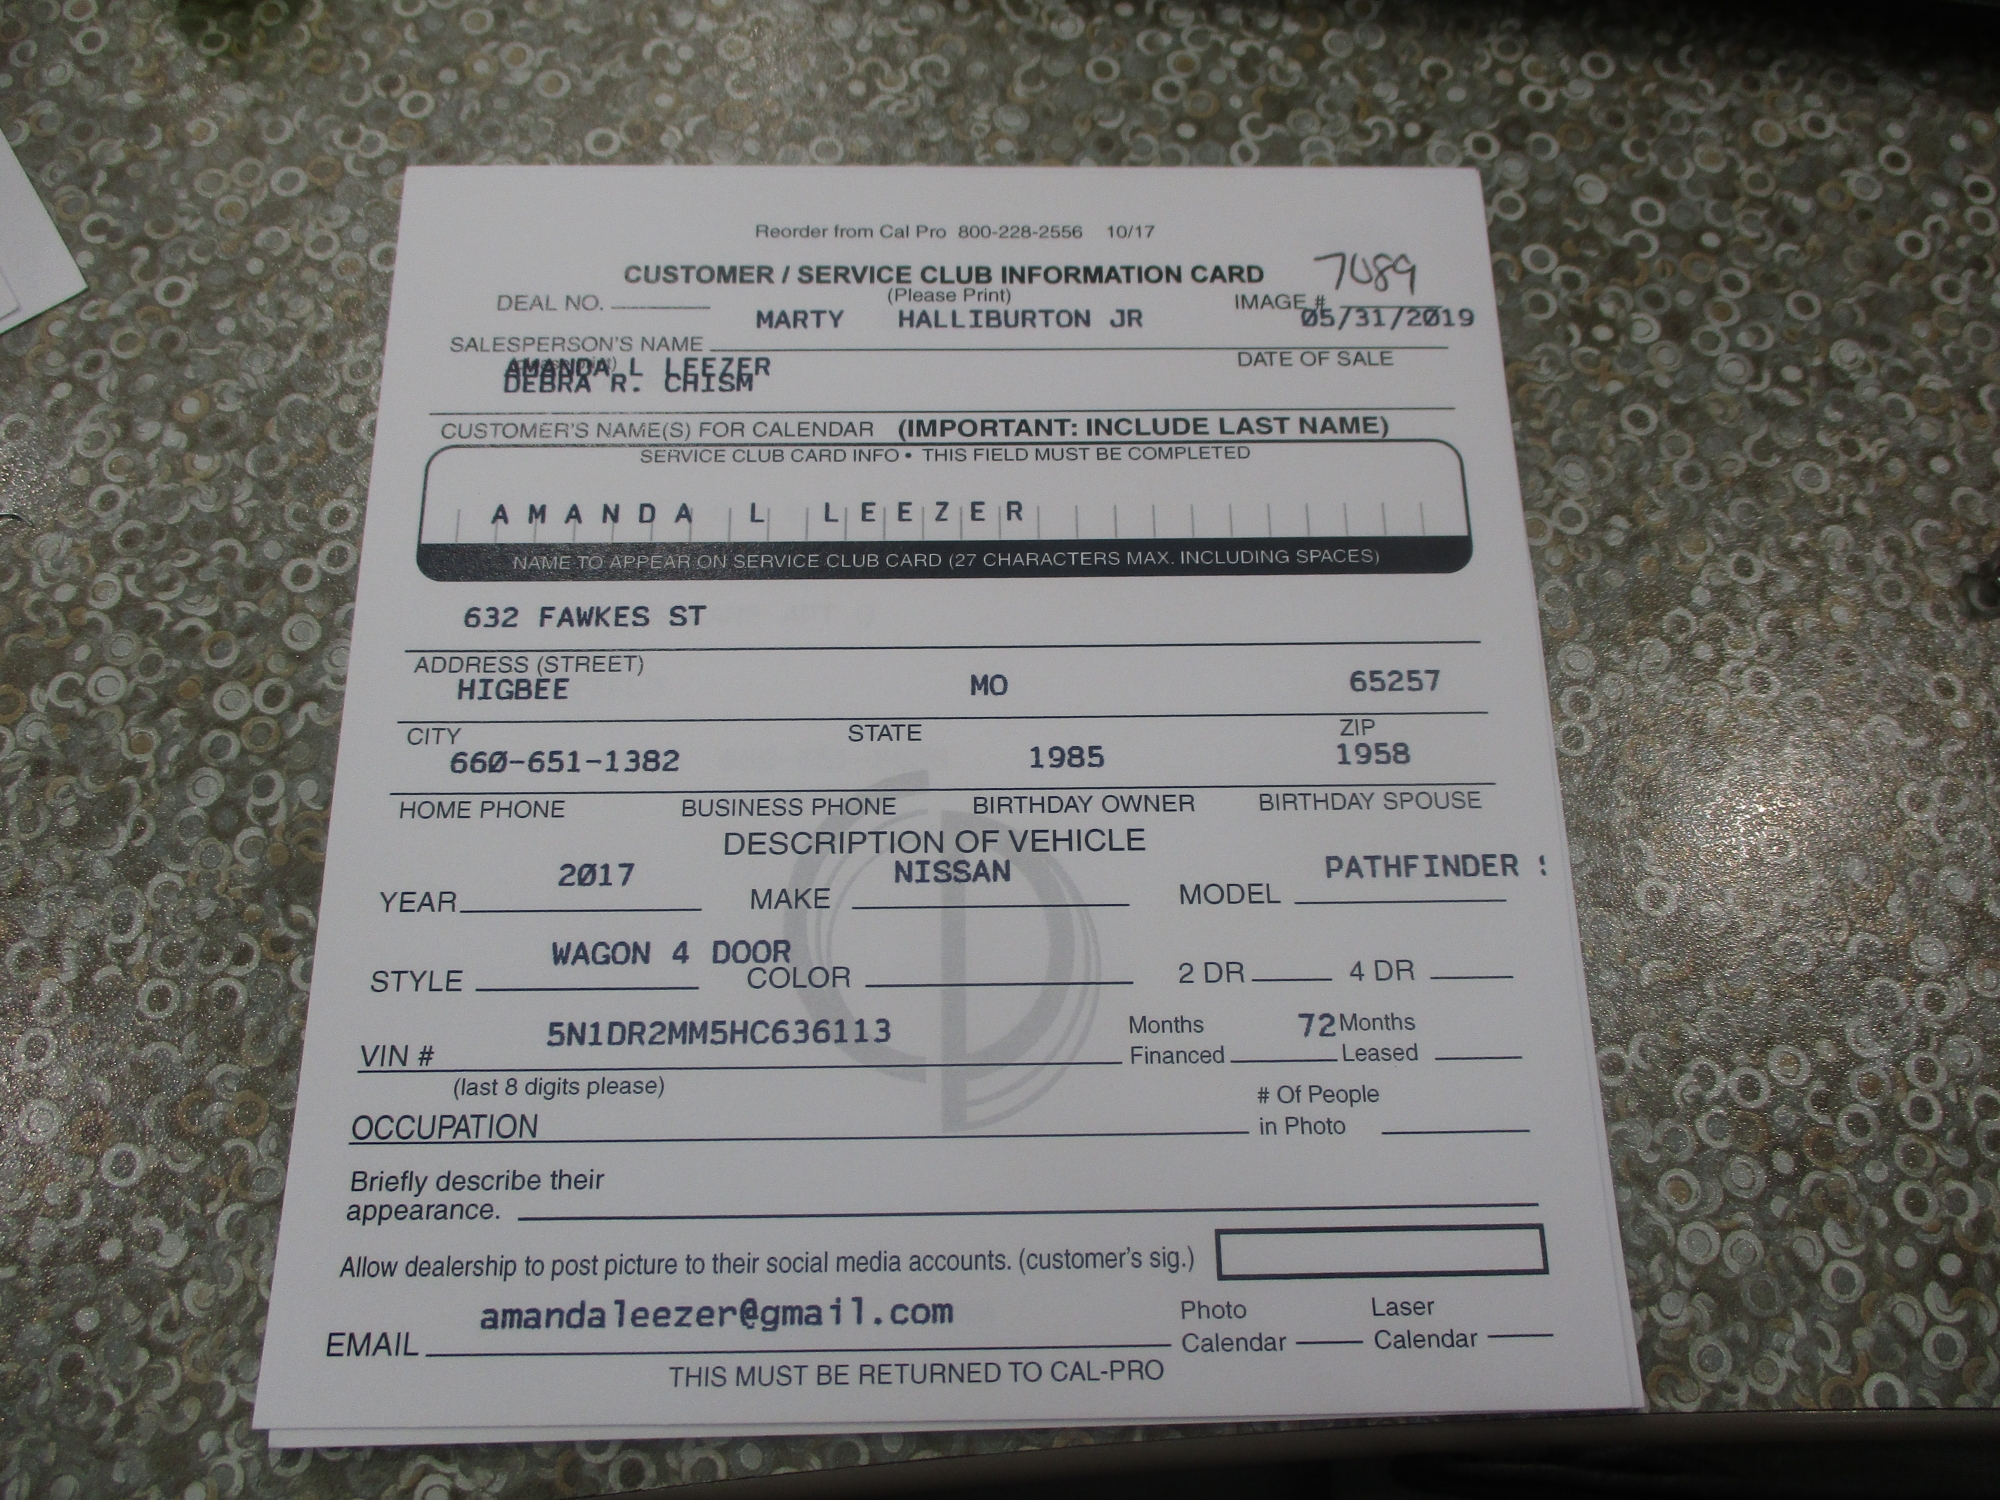 Reorder from Cal Pro 800-228-2556 10/17
CUSTOMER / SERVICE CLUB INFORMATION CARD
7089
DEAL NO. (Please Print) IMAGE #
MARTY HALLIBURTON JR 05/31/2019
SALESPERSON'S NAME DATE OF SALE
AMANDA L LEEZER
DEBRA R. CHISM
CUSTOMER'S NAME(S) FOR CALENDAR (IMPORTANT: INCLUDE LAST NAME)
SERVICE CLUB CARD INFO • THIS FIELD MUST BE COMPLETED
AMANDA L LEEZER
NAME TO APPEAR ON SERVICE CLUB CARD (27 CHARACTERS MAX. INCLUDING SPACES)
632 FAWKES ST
ADDRESS (STREET)
HIGBEE MO 65257
CITY STATE ZIP
660-651-1382 1985 1958
HOME PHONE BUSINESS PHONE BIRTHDAY OWNER BIRTHDAY SPOUSE
DESCRIPTION OF VEHICLE
2017 NISSAN PATHFINDER
YEAR MAKE MODEL
WAGON 4 DOOR
STYLE COLOR 2 DR 4 DR
5N1DR2MM5HC636113 Months 72 Months
VIN # Financed Leased
(last 8 digits please)
# Of People
OCCUPATION in Photo
Briefly describe their
appearance.
Allow dealership to post picture to their social media accounts. (customer's sig.)
amandaleezer@gmail.com Photo Laser
EMAIL Calendar Calendar
THIS MUST BE RETURNED TO CAL-PRO